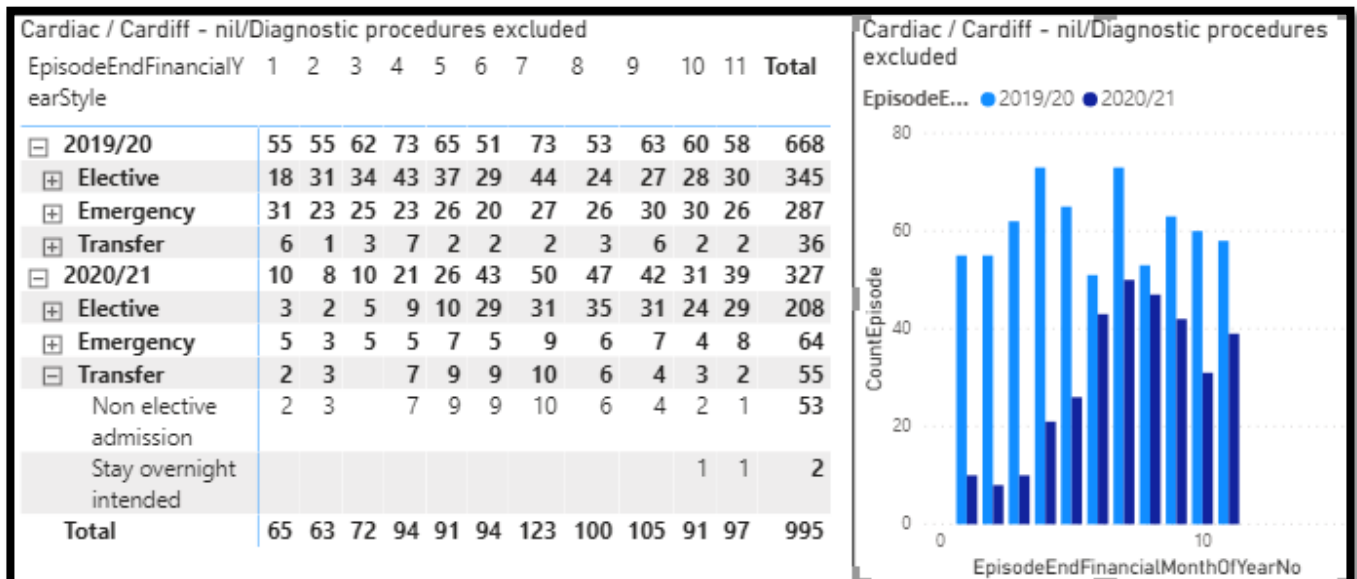 Cardiac / Cardiff - nil/Diagnostic procedures excluded
EpisodeEndFinancialY 1 2 3 4 5 6 7 8 9 10 11 Total
earStyle
2019/20 55 55 62 73 65 51 73 53 63 60 58 668
Elective 18 31 34 43 37 29 44 24 27 28 30 345
Emergency 31 23 25 23 26 20 27 26 30 30 26 287
Transfer 6 1 3 7 2 2 2 3 6 2 2 36
2020/21 10 8 10 21 26 43 50 47 42 31 39 327
Elective 3 2 5 9 10 29 31 35 31 24 29 208
Emergency 5 3 5 5 7 5 9 6 7 4 8 64
Transfer 2 3 7 9 9 10 6 4 3 2 55
Non elective 2 3 7 9 9 10 6 4 2 1 53
admission
Stay overnight 1 1 2
intended
Total 65 63 72 94 91 94 123 100 105 91 97 995
Cardiac / Cardiff - nil/Diagnostic procedures
excluded
EpisodeE... 2019/20 2020/21
80
60
40
20
0
CountEpisode
0 10
EpisodeEndFinancialMonthOfYearNo